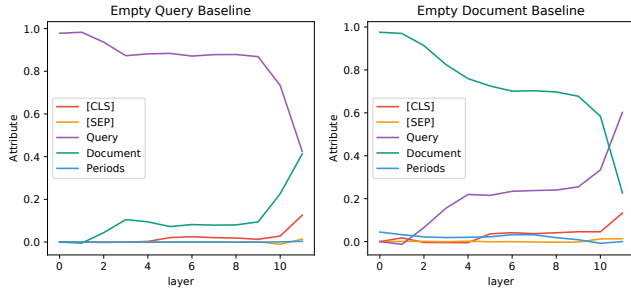 Empty Query Baseline
1.0
0.8
0.6
0.4
0.2
0.0
Attribute
[CLS]
[SEP]
Query
Document
Periods
0 2 4 6 8 10
layer
Empty Document Baseline
1.0
0.8
0.6
0.4
0.2
0.0
Attribute
[CLS]
[SEP]
Query
Document
Periods
0 2 4 6 8 10
layer